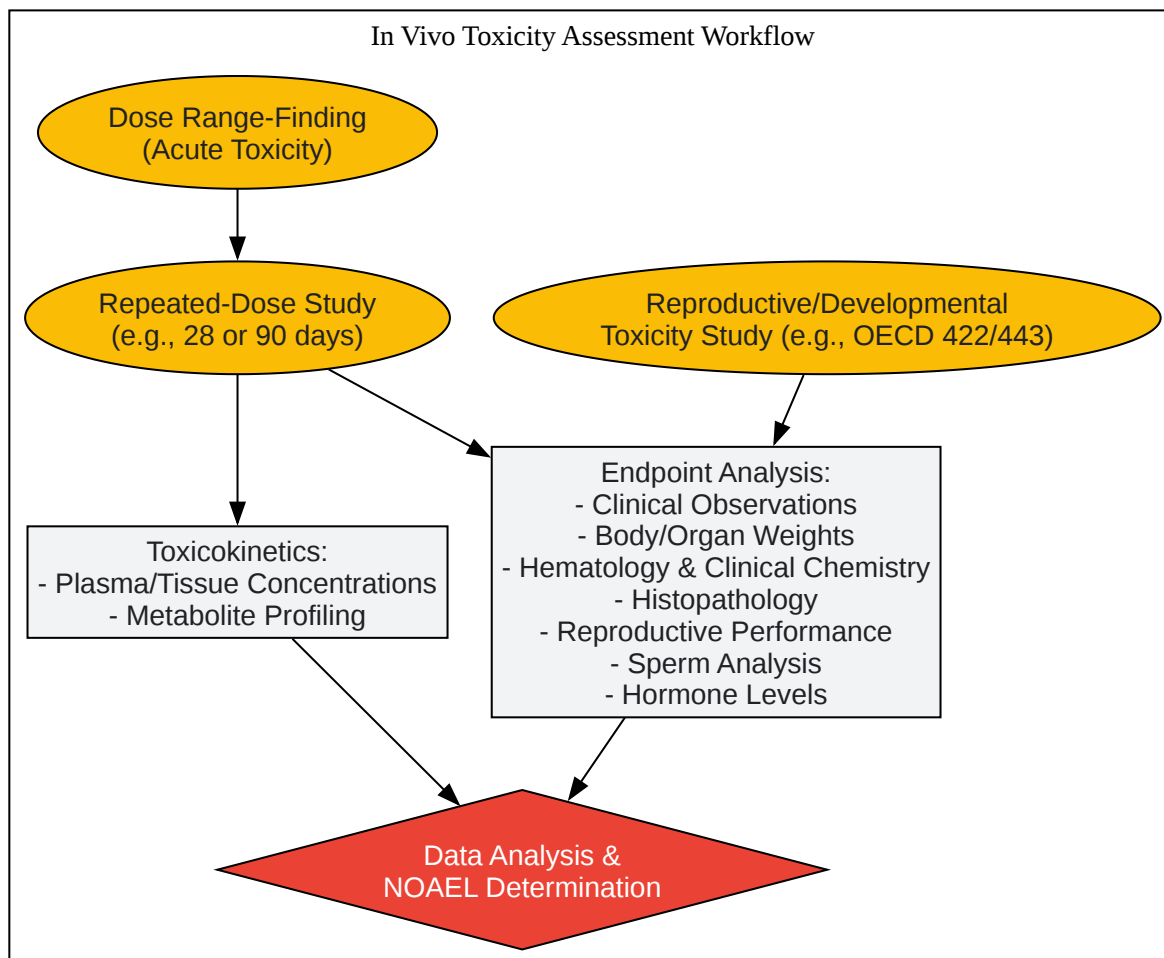 In Vivo Toxicity Assessment Workflow
Dose Range-Finding
(Acute Toxicity)
Repeated-Dose Study
(e.g., 28 or 90 days)
Reproductive/Developmental
Toxicity Study (e.g., OECD 422/443)
Toxicokinetics:
- Plasma/Tissue Concentrations
- Metabolite Profiling
Endpoint Analysis:
- Clinical Observations
- Body/Organ Weights
- Hematology & Clinical Chemistry
- Histopathology
- Reproductive Performance
- Sperm Analysis
- Hormone Levels
Data Analysis &
NOAEL Determination